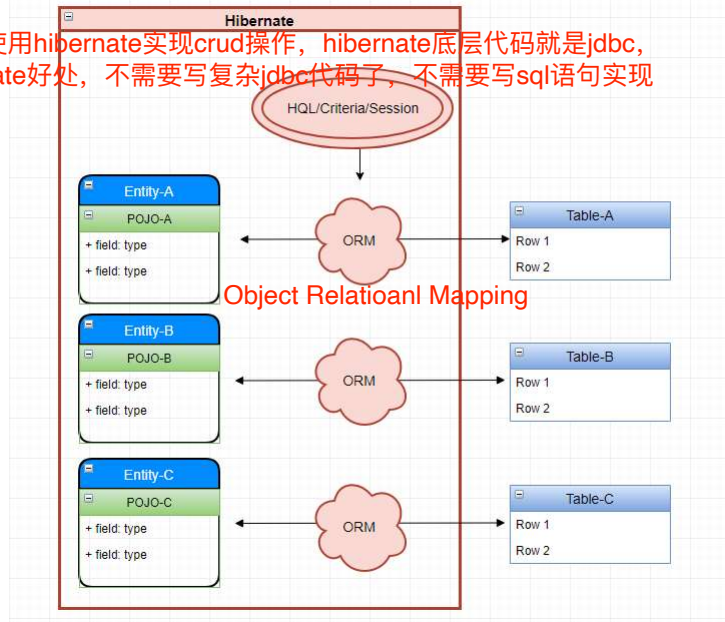 Hibernate
使用hibernate实现crud操作，hibernate底层代码就是jdbc，
ate好处，不需要写复杂jdbc代码了，不需要写sql语句实现
HQL/Criteria/Session
Entity-A
POJO-A
+ field: type
+ field: type
ORM
Table-A
Row 1
Row 2
Object Relatioanl Mapping
Entity-B
POJO-B
+ field: type
+ field: type
ORM
Table-B
Row 1
Row 2
Entity-C
POJO-C
+ field: type
+ field: type
ORM
Table-C
Row 1
Row 2